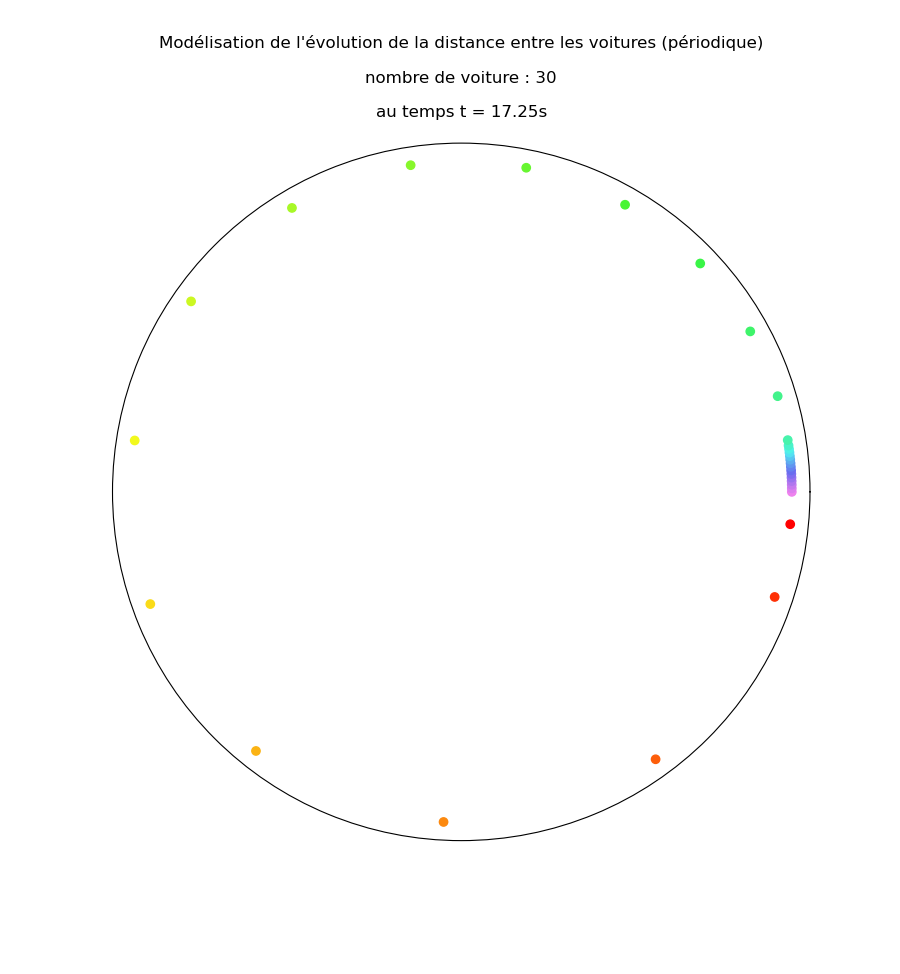 Modélisation de l'évolution de la distance entre les voitures (périodique)
nombre de voiture : 30
au temps t = 17.25s